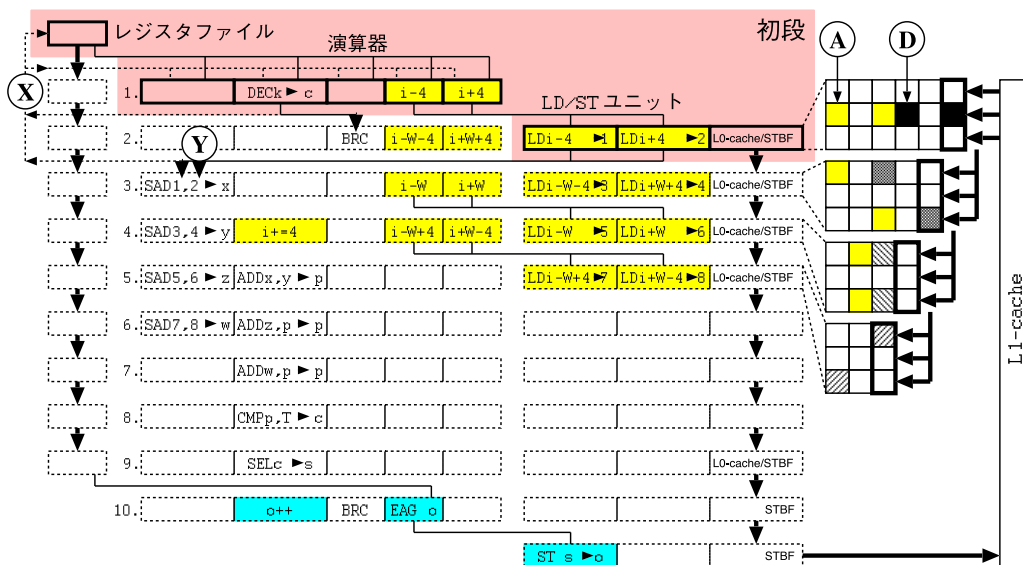 レジスタファイル
演算器
初段
A
D
X
1.
DECk ► c
i-4
i+4
LD/ST ユニット
2.
BRC
i-W-4
i+W+4
LDi-4 ►1
LDi+4 ►2
L0-cache/STBF
Y
3.
SAD1,2 ► x
i-W
i+W
LDi-W-4►3
LDi+W+4►4
L0-cache/STBF
4.
SAD3,4 ► y
i+=4
i-W+4
i+W-4
LDi-W ►5
LDi+W ►6
L0-cache/STBF
5.
SAD5,6 ► z
ADDx,y ► p
LDi-W+4►7
LDi+W-4►8
L0-cache/STBF
6.
SAD7,8 ► w
ADDz,p ► p
7.
ADDw,p ► p
8.
CMPp,T ► c
9.
SELc ►s
L0-cache/STBF
10.
o++
BRC
EAG o
STBF
ST s ►o
STBF
L1-cache